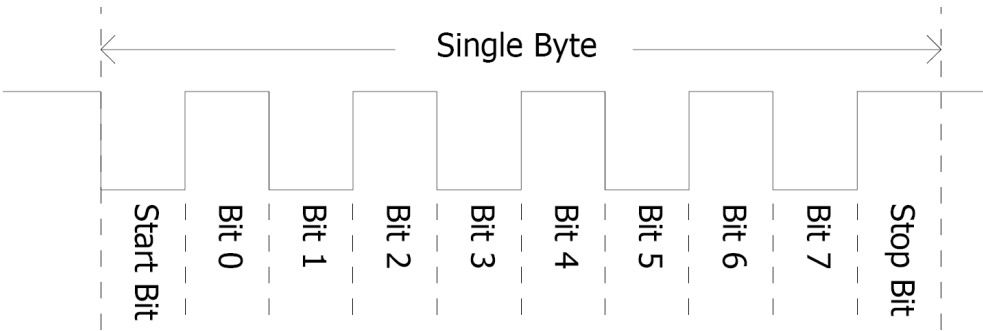 Single Byte
Start Bit
Bit 0
Bit 1
Bit 2
Bit 3
Bit 4
Bit 5
Bit 6
Bit 7
Stop Bit